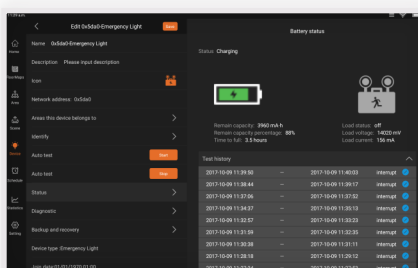 11:29 a.m.
Edit 0x5da0-Emergency Light
Save
Home
Area
Scene
Device
Schedule
Statistics
Setting
Name 0x5da0-Emergency Light
Description Please input description
Icon
Network address: 0x5da0
Areas this device belongs to
Identify
Auto test
Start
Auto test
Stop
Status
Diagnostic
Backup and recovery
Device type :Emergency Light
Battery status
Status Charging
Remain capacity: 3960 mA·h
Remain capacity percentage: 88%
Time to full: 3.5 hours
Load status: off
Load voltage: 14020 mV
Load current: 156 mA
Test history
2017-10-09 11:39:50 -- 2017-10-09 11:40:03 interrupt
2017-10-09 11:38:44 -- 2017-10-09 11:39:17 interrupt
2017-10-09 11:37:06 -- 2017-10-09 11:37:52 interrupt
2017-10-09 11:34:37 -- 2017-10-09 11:35:13 interrupt
2017-10-09 11:32:57 -- 2017-10-09 11:33:23 interrupt
2017-10-09 11:31:59 -- 2017-10-09 11:32:35 interrupt
2017-10-09 11:30:38 -- 2017-10-09 11:31:11 interrupt
2017-10-09 11:28:18 -- 2017-10-09 11:29:12 interrupt